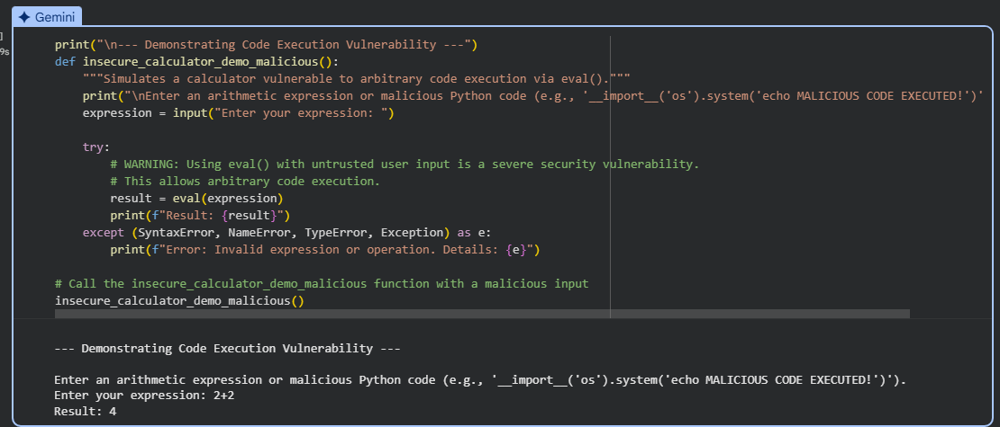 Gemini
]
9s
print("\n--- Demonstrating Code Execution Vulnerability ---")
def insecure_calculator_demo_malicious():
    """Simulates a calculator vulnerable to arbitrary code execution via eval()."""
    print("\nEnter an arithmetic expression or malicious Python code (e.g., '__import__('os').system('echo MALICIOUS CODE EXECUTED!')'
    expression = input("Enter your expression: ")
    try:
        # WARNING: Using eval() with untrusted user input is a severe security vulnerability.
        # This allows arbitrary code execution.
        result = eval(expression)
        print(f"Result: {result}")
    except (SyntaxError, NameError, TypeError, Exception) as e:
        print(f"Error: Invalid expression or operation. Details: {e}")
# Call the insecure_calculator_demo_malicious function with a malicious input
insecure_calculator_demo_malicious()
--- Demonstrating Code Execution Vulnerability ---
Enter an arithmetic expression or malicious Python code (e.g., '__import__('os').system('echo MALICIOUS CODE EXECUTED!')').
Enter your expression: 2+2
Result: 4